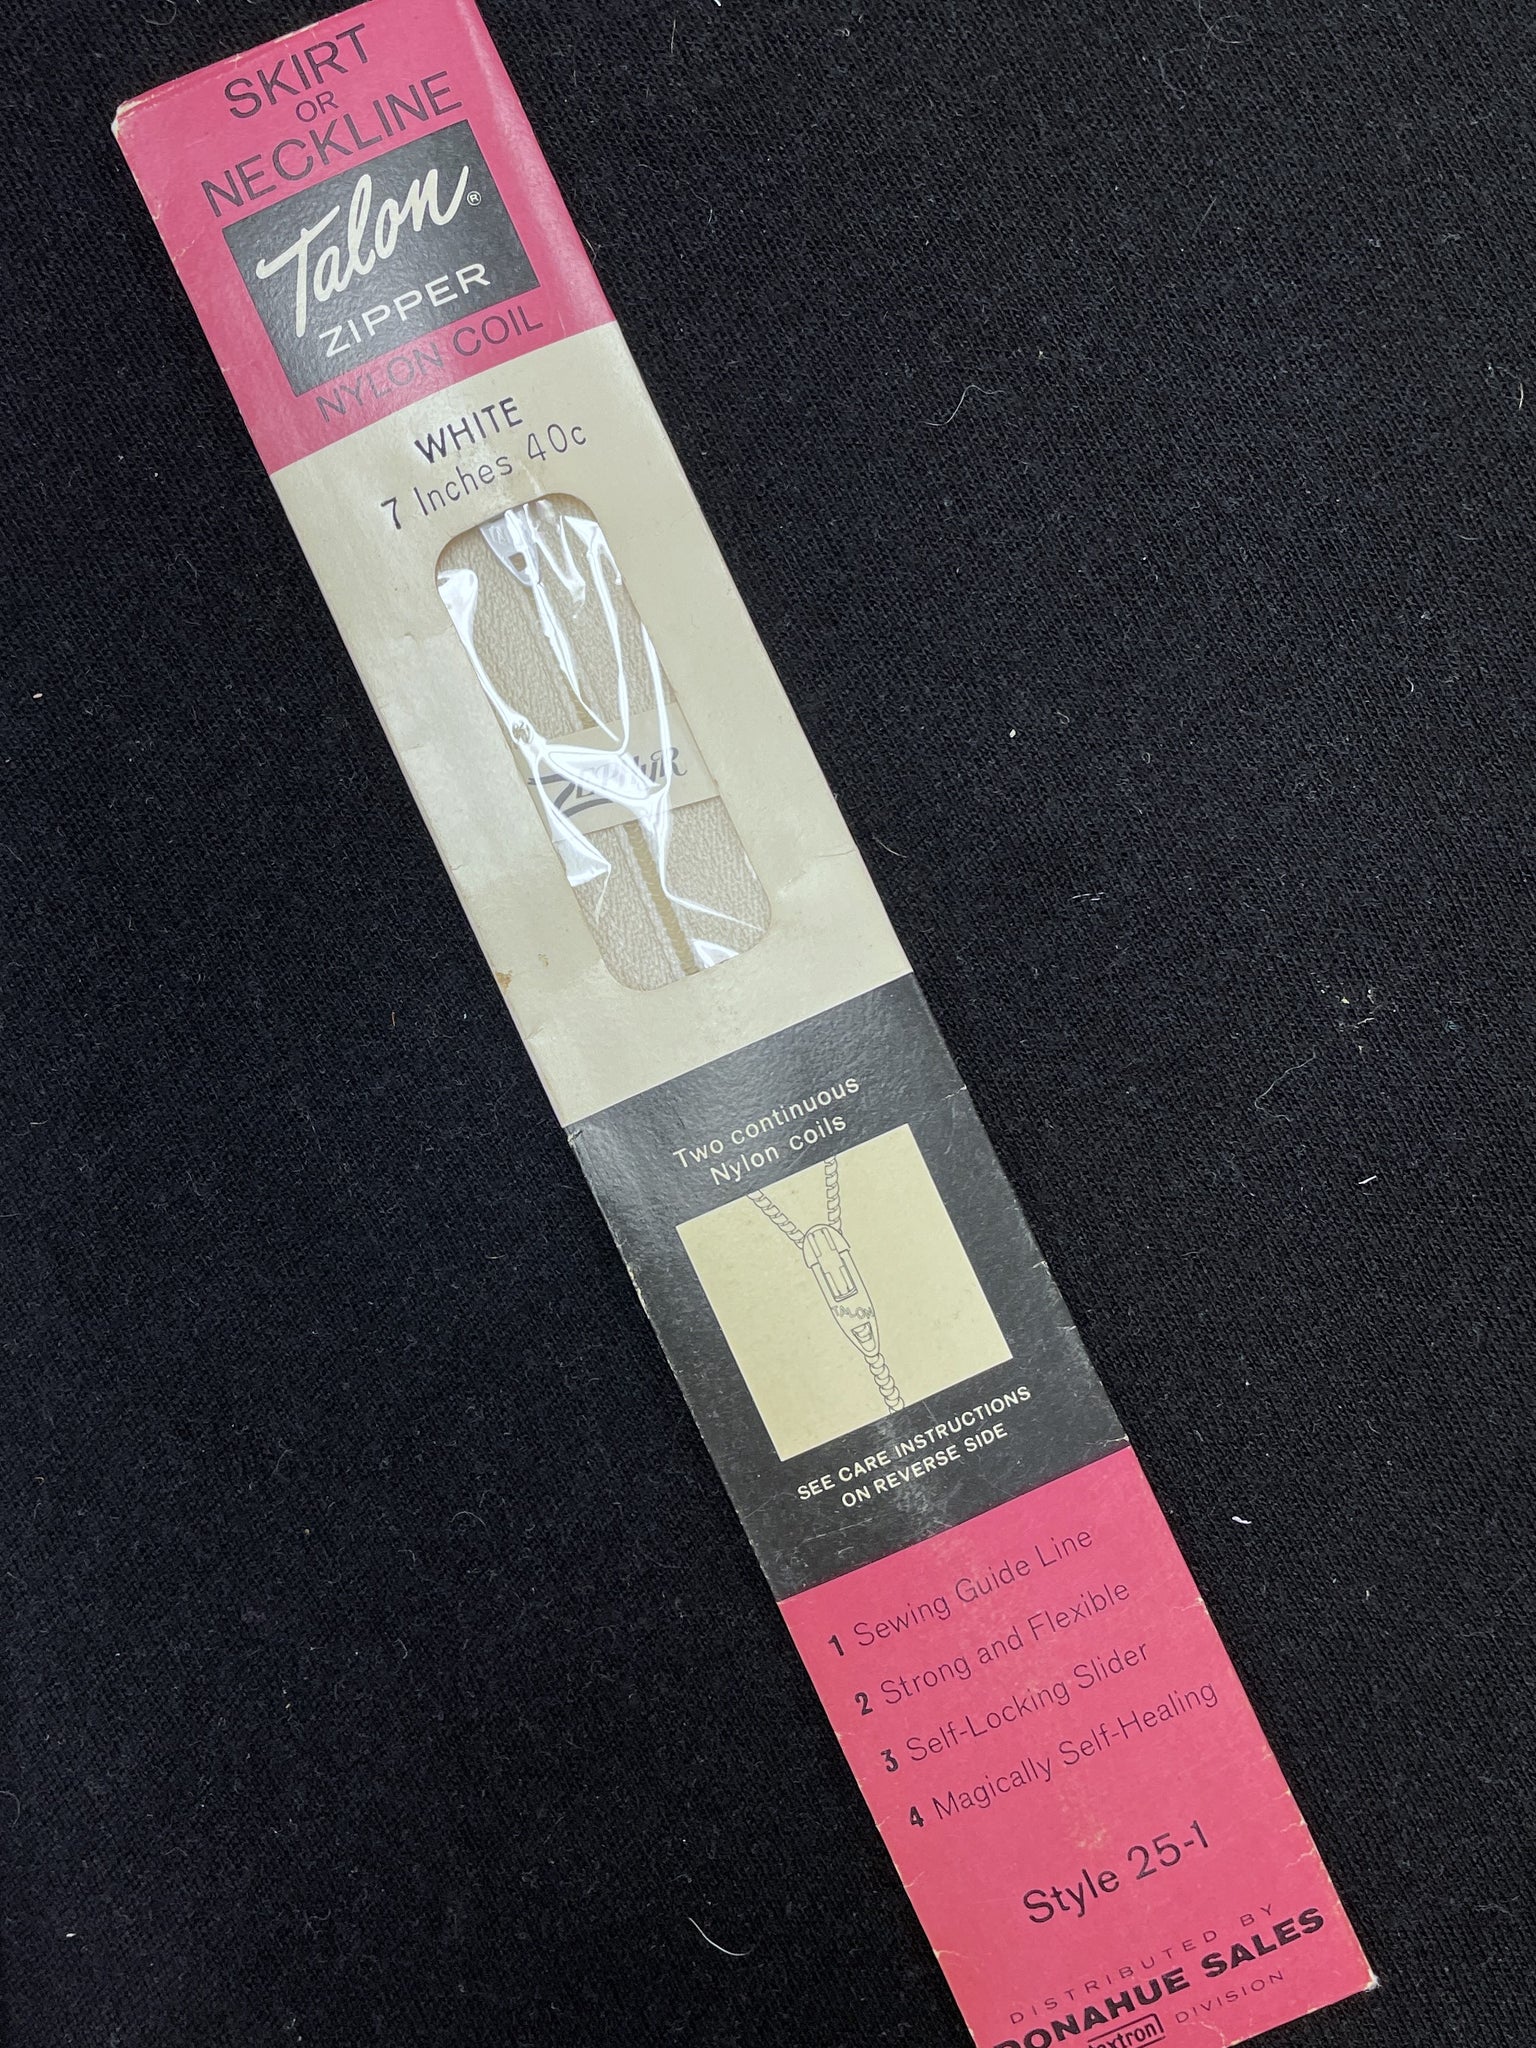 SKIRT
OR
NECKLINE
Talon®
ZIPPER
NYLON COIL
WHITE
7 Inches 40c
ZEPHYR
Two continuous
Nylon coils
TALON
SEE CARE INSTRUCTIONS
ON REVERSE SIDE
1 Sewing Guide Line
2 Strong and Flexible
3 Self-Locking Slider
4 Magically Self-Healing
Style 25-1
DISTRIBUTED BY
DONAHUE SALES
textron DIVISION